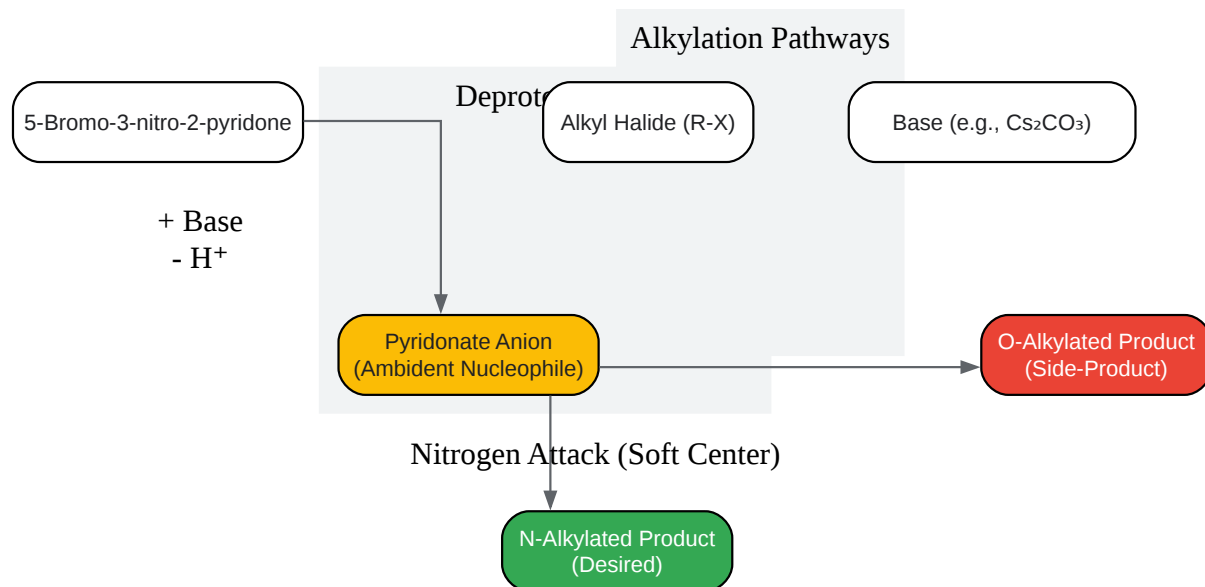 Alkylation Pathways
5-Bromo-3-nitro-2-pyridone
Alkyl Halide (R-X)
Base (e.g., Cs₂CO₃)
+ Base
- H⁺
Pyridonate Anion
(Ambident Nucleophile)
O-Alkylated Product
(Side-Product)
Nitrogen Attack (Soft Center)
N-Alkylated Product
(Desired)